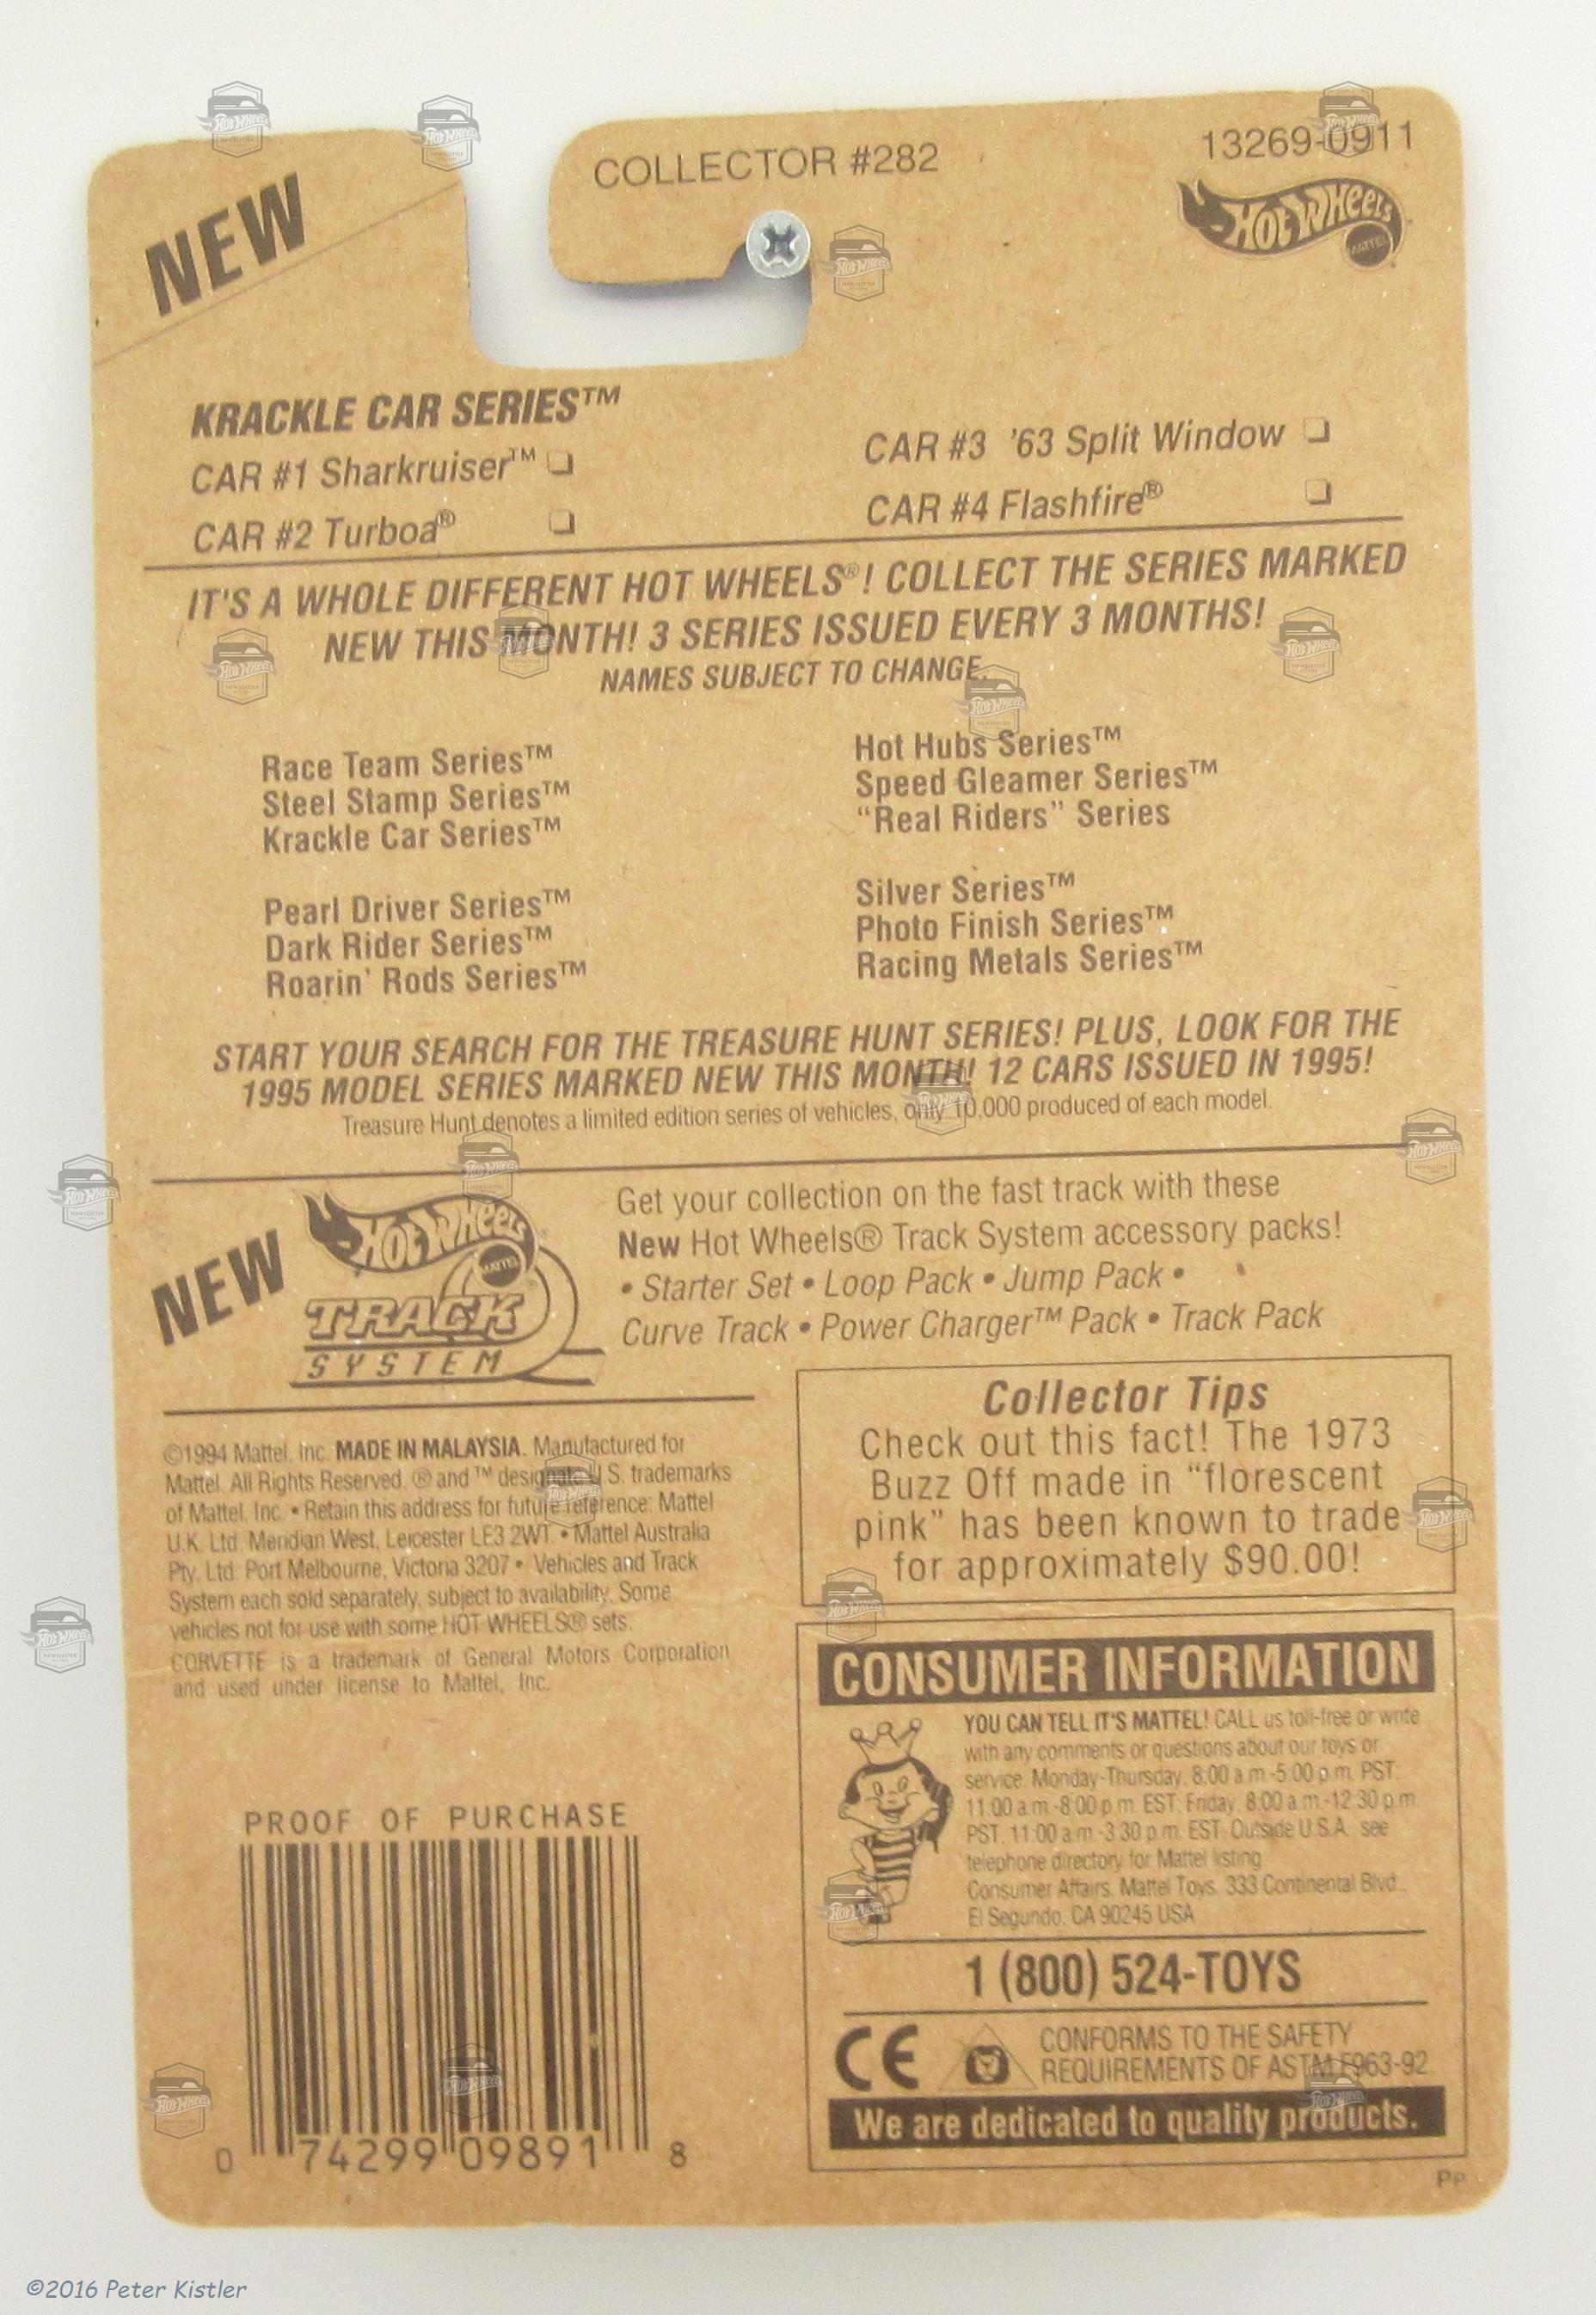 COLLECTOR #282
13269-0911
NEW
HOT WHEELS
MATTEL
KRACKLE CAR SERIES™
CAR #1 Sharkruiser™ ❑
CAR #2 Turboa® ❑
CAR #3 '63 Split Window ❑
CAR #4 Flashfire® ❑
IT'S A WHOLE DIFFERENT HOT WHEELS®! COLLECT THE SERIES MARKED
NEW THIS MONTH! 3 SERIES ISSUED EVERY 3 MONTHS!
NAMES SUBJECT TO CHANGE.
Race Team Series™
Steel Stamp Series™
Krackle Car Series™
Hot Hubs Series™
Speed Gleamer Series™
“Real Riders” Series
Pearl Driver Series™
Dark Rider Series™
Roarin' Rods Series™
Silver Series™
Photo Finish Series™
Racing Metals Series™
START YOUR SEARCH FOR THE TREASURE HUNT SERIES! PLUS, LOOK FOR THE
1995 MODEL SERIES MARKED NEW THIS MONTH! 12 CARS ISSUED IN 1995!
Treasure Hunt denotes a limited edition series of vehicles, only 10,000 produced of each model.
NEW
HOT WHEELS
MATTEL
TRACK
SYSTEM
Get your collection on the fast track with these
New Hot Wheels® Track System accessory packs!
• Starter Set • Loop Pack • Jump Pack •
Curve Track • Power Charger™ Pack • Track Pack
©1994 Mattel, Inc. MADE IN MALAYSIA. Manufactured for
Mattel. All Rights Reserved. ® and ™ designate U.S. trademarks
of Mattel, Inc. • Retain this address for future reference: Mattel
U.K. Ltd. Meridian West, Leicester LE3 2WT. • Mattel Australia
Pty. Ltd. Port Melbourne, Victoria 3207 • Vehicles and Track
System each sold separately, subject to availability. Some
vehicles not for use with some HOT WHEELS® sets.
CORVETTE is a trademark of General Motors Corporation
and used under license to Mattel, Inc.
Collector Tips
Check out this fact! The 1973
Buzz Off made in “florescent
pink” has been known to trade
for approximately $90.00!
CONSUMER INFORMATION
YOU CAN TELL IT'S MATTEL! CALL us toll-free or write
with any comments or questions about our toys or
service. Monday-Thursday, 8:00 a.m.-5:00 p.m. PST:
11:00 a.m.-8:00 p.m. EST: Friday, 8:00 a.m.-12:30 p.m.
PST, 11:00 a.m.-3:30 p.m. EST. Outside U.S.A. see
telephone directory for Mattel listing
Consumer Affairs, Mattel Toys, 333 Continental Blvd.,
El Segundo, CA 90245 USA
1 (800) 524-TOYS
CE
CONFORMS TO THE SAFETY
REQUIREMENTS OF ASTM F963-92.
We are dedicated to quality products.
PROOF OF PURCHASE
0 74299 09891 8
PP
©2016 Peter Kistler